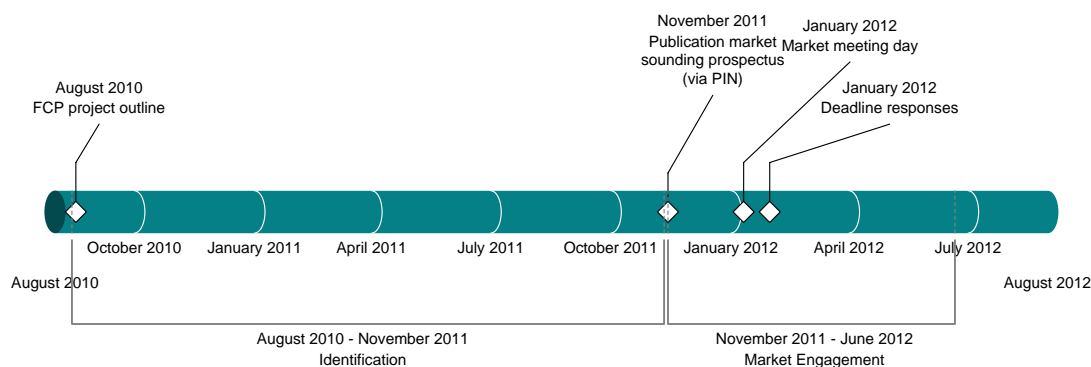 November 2011
Publication market
sounding prospectus
(via PIN)
January 2012
Market meeting day
August 2010
FCP project outline
January 2012
Deadline responses
October 2010
January 2011
April 2011
July 2011
October 2011
January 2012
April 2012
July 2012
August 2010
August 2012
August 2010 - November 2011
Identification
November 2011 - June 2012
Market Engagement